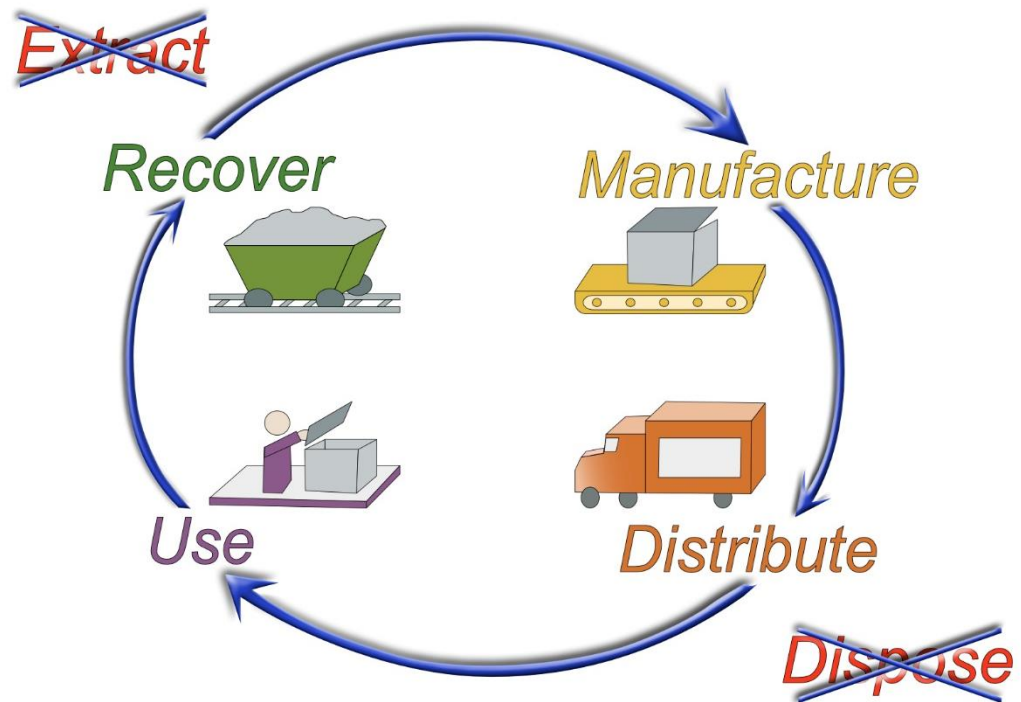 Extract
Recover
Manufacture
Use
Distribute
Dispose